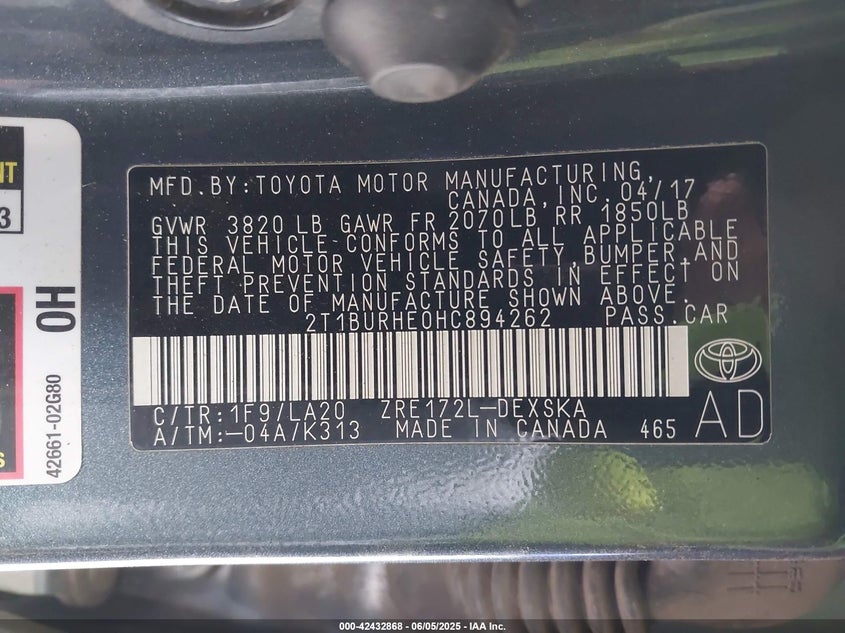 MFD.BY:TOYOTA MOTOR MANUFACTURING,
CANADA,INC. 04/17
GVWR 3820 LB GAWR FR 2070LB RR 1850LB
THIS VEHICLE CONFORMS TO ALL APPLICABLE
FEDERAL MOTOR VEHICLE SAFETY,BUMPER,AND
THEFT PREVENTION STANDARDS IN EFFECT ON
THE DATE OF MANUFACTURE SHOWN ABOVE.
2T1BURHE0HC894262 PASS.CAR
C/TR:1F9/LA20 ZRE172L-DEXSKA
A/TM:-04A/K313 MADE IN CANADA 465
AD
0H
42661-02G80
NT
3
S
000-42432868 - 06/05/2025 - IAA Inc.